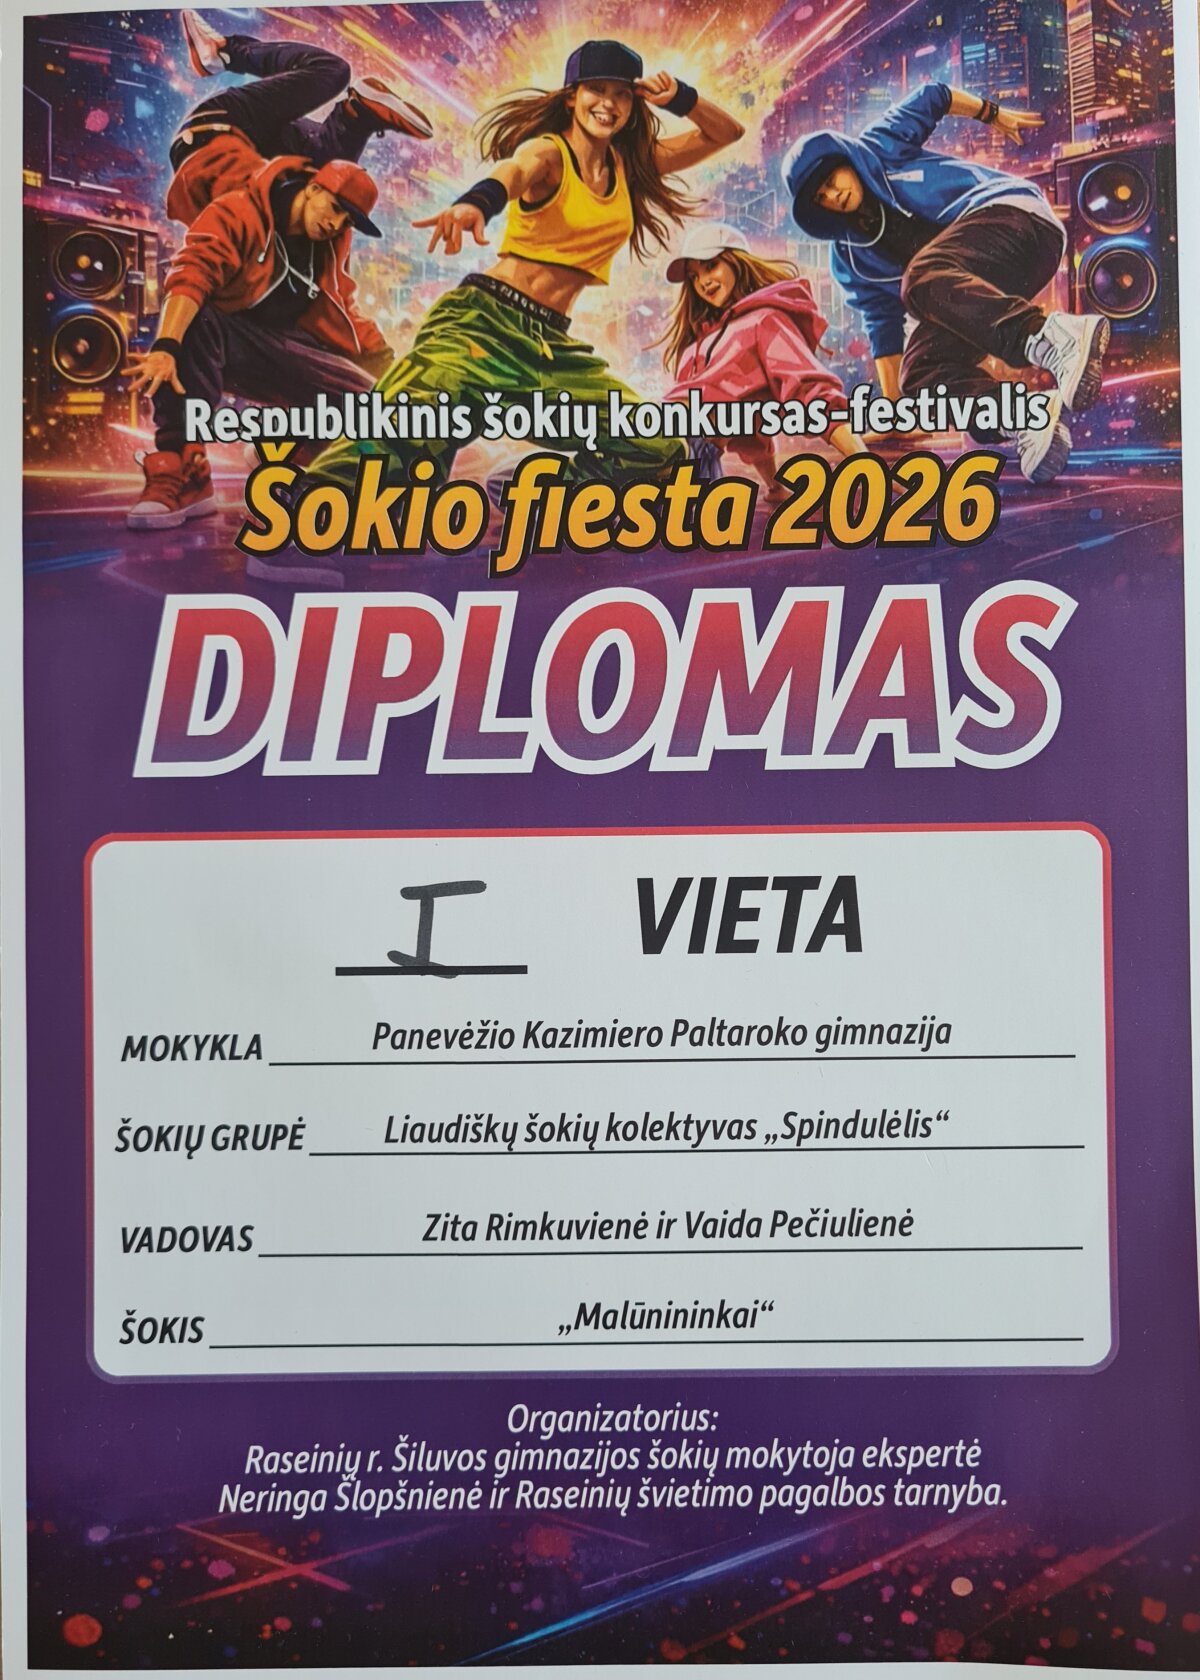 Respublikinis šokių konkursas-festivalis
Šokio fiesta 2026
DIPLOMAS
I VIETA
MOKYKLA Panevėžio Kazimiero Paltaroko gimnazija
ŠOKIŲ GRUPĖ Liaudiškų šokių kolektyvas „Spindulėlis“
VADOVAS Zita Rimkuvienė ir Vaida Pečiulienė
ŠOKIS „Malūnininkai“
Organizatorius:
Raseinių r. Šiluvos gimnazijos šokių mokytoja ekspertė
Neringa Šlopšnienė ir Raseinių švietimo pagalbos tarnyba.